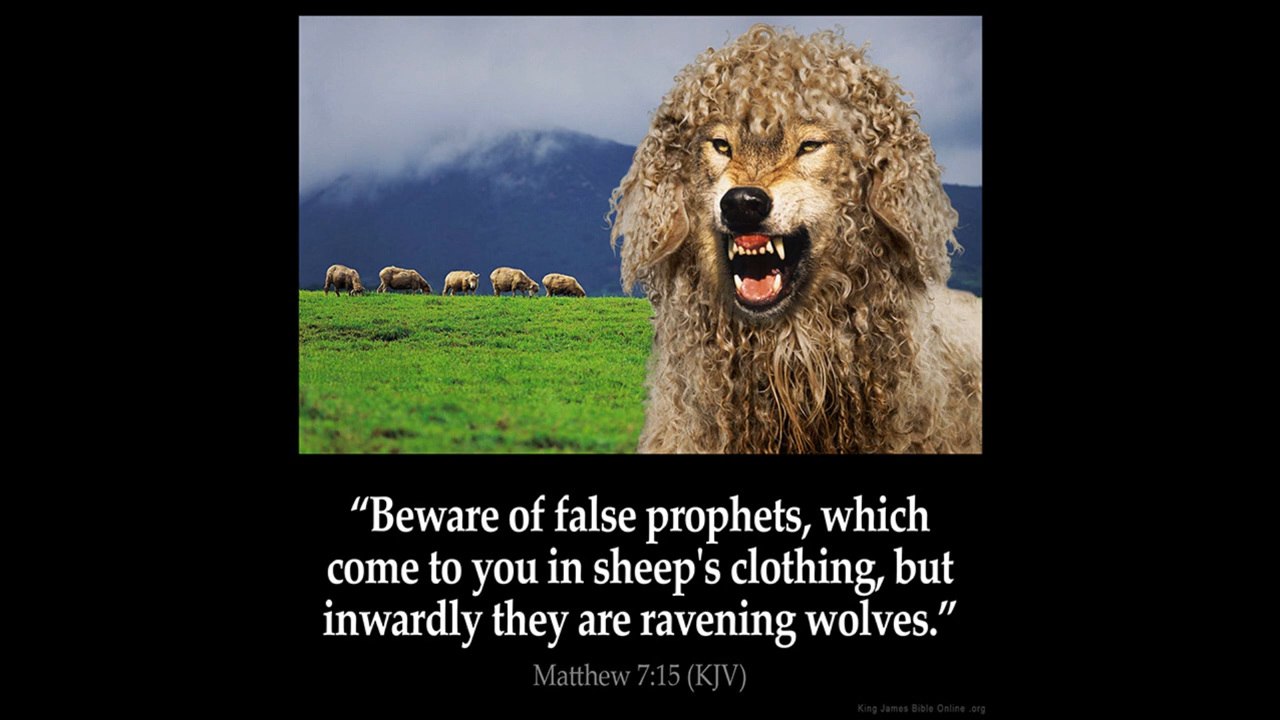 “Beware of false prophets, which
come to you in sheep's clothing, but
inwardly they are ravening wolves.”
Matthew 7:15 (KJV)
King James Bible Online .org